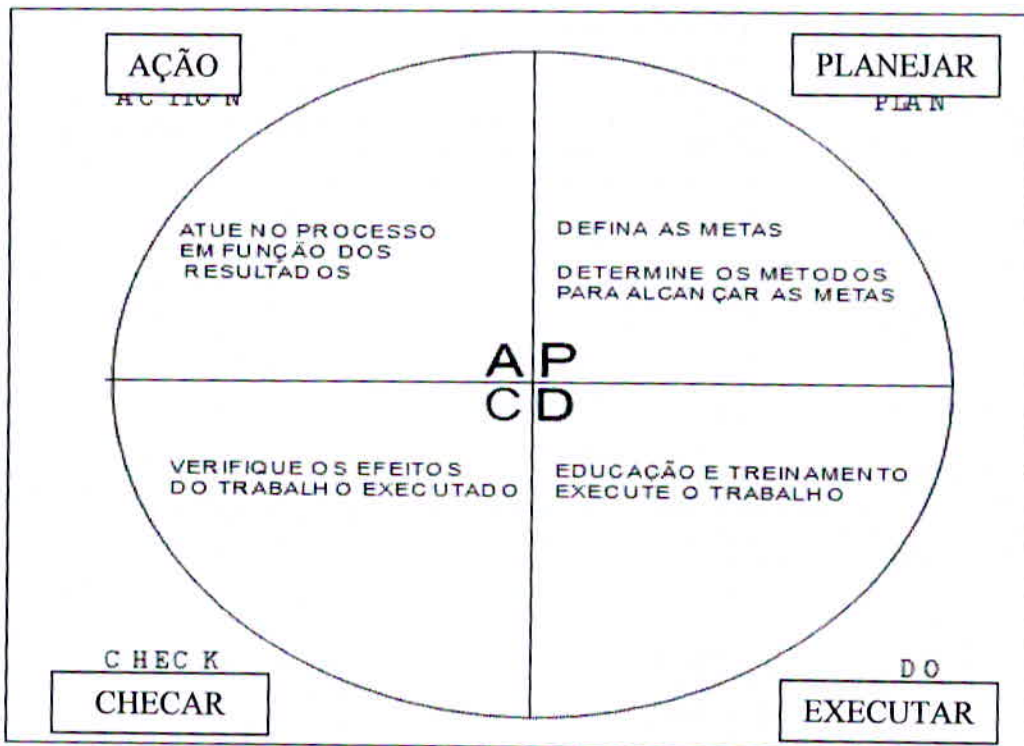 AÇÃO
ACTION
PLANEJAR
PLAN
ATUE NO PROCESSO
EM FUNÇÃO DOS
RESULTADOS
DEFINA AS METAS
DETERMINE OS METODOS
PARA ALCANÇAR AS METAS
A P
C D
VERIFIQUE OS EFEITOS
DO TRABALHO EXECUTADO
EDUCAÇÃO E TREINAMENTO
EXECUTE O TRABALHO
CHECK
CHECAR
DO
EXECUTAR